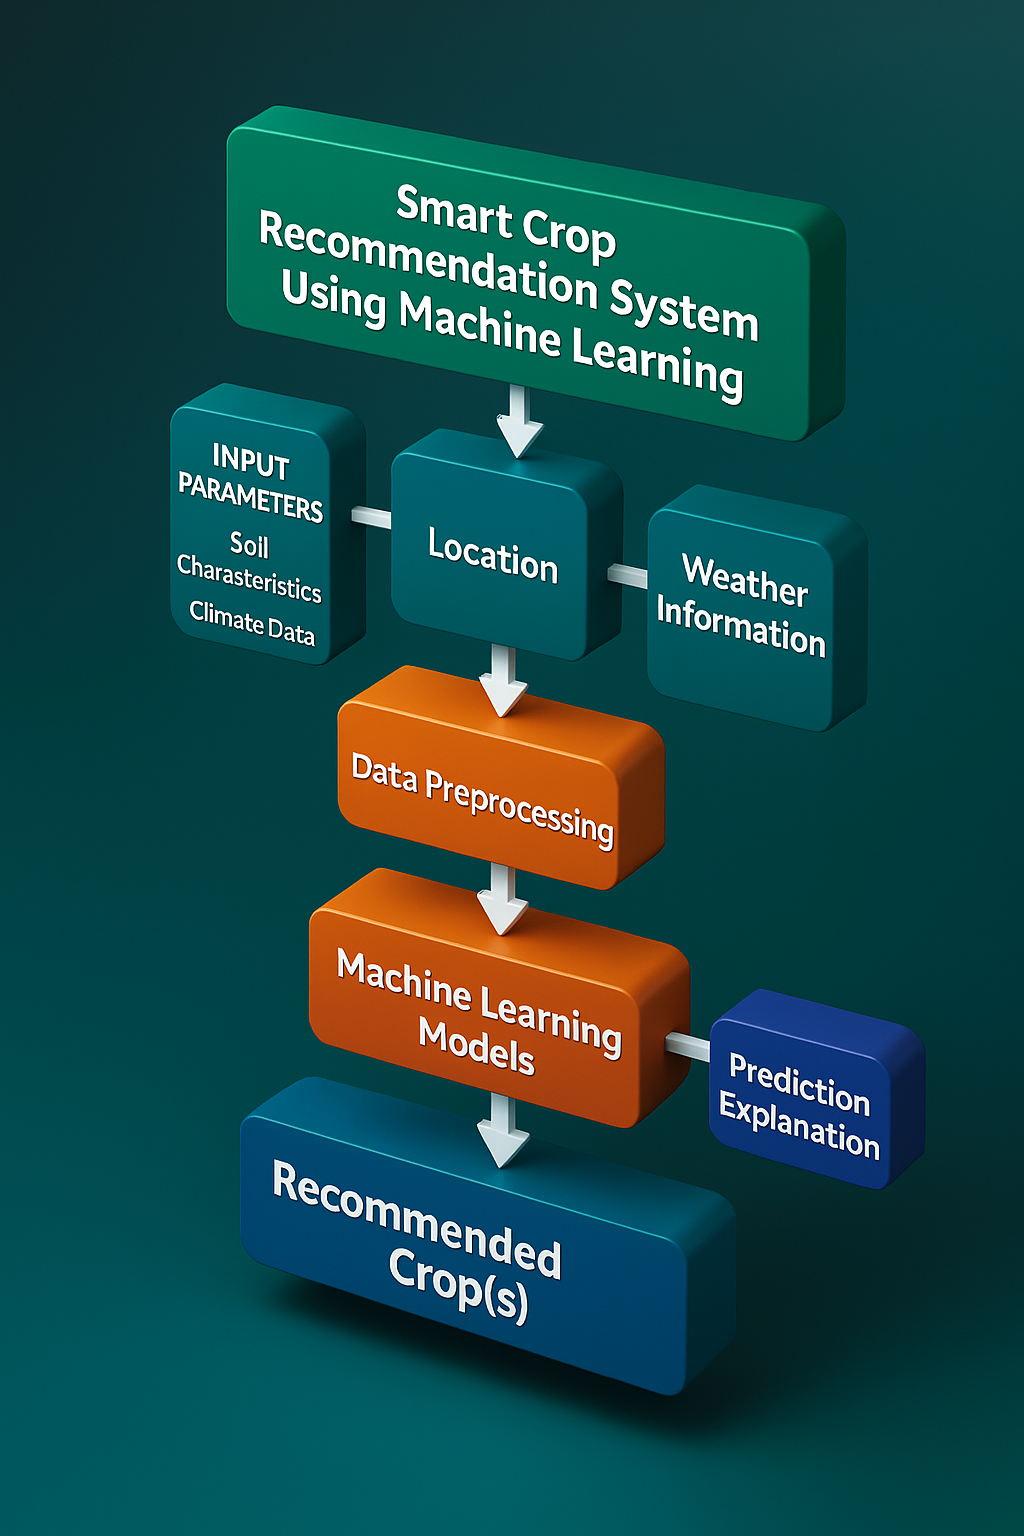 Smart Crop
Recommendation System
Using Machine Learning
INPUT
PARAMETERS
Soil
Charasteristics
Climate Data
Location
Weather
Information
Data Preprocessing
Machine Learning
Models
Prediction
Explanation
Recommended
Crop(s)